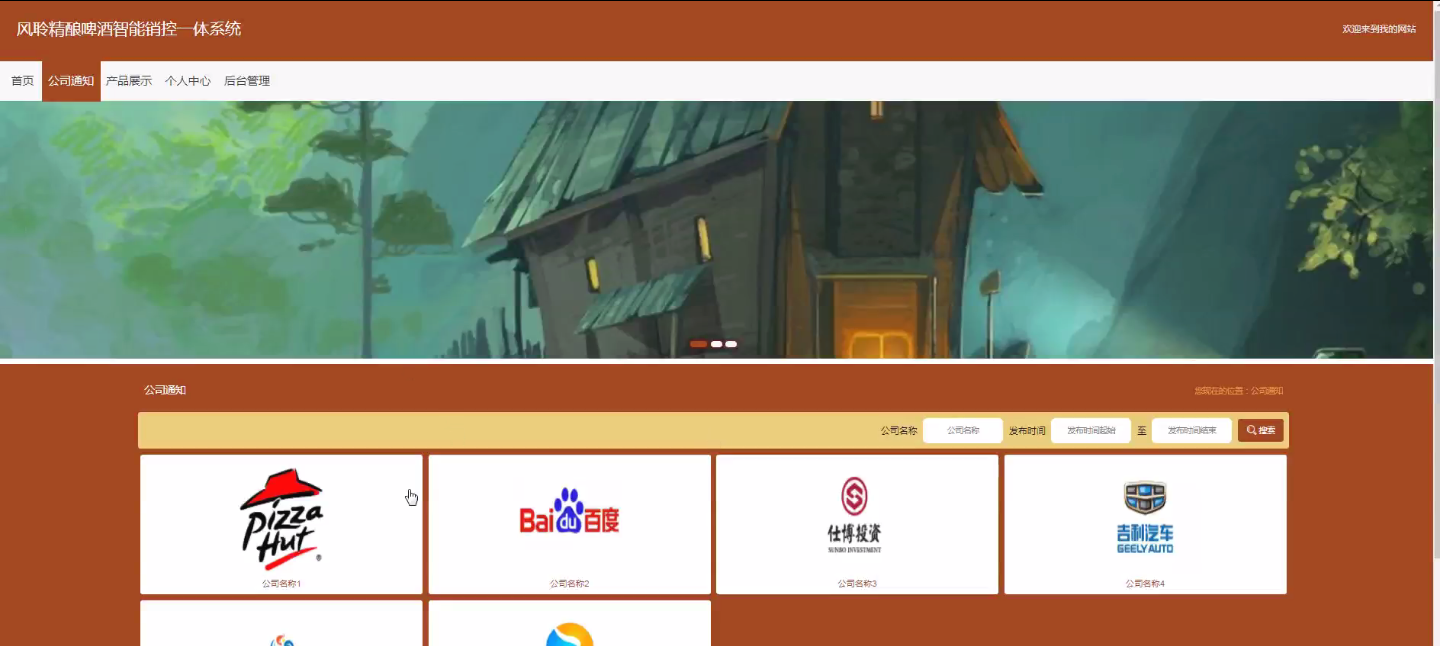 风聆精酿啤酒智能销控一体系统
欢迎来到我的网站
首页 公司通知 产品展示 个人中心 后台管理
公司通知
您现在的位置：公司通知
公司名称 公司名称 发布时间 发布时间起始 至 发布时间结束 搜索
Pizza Hut
Bai du 百度
仕博投资
SUNBO INVESTMENT
吉利汽车
GEELY AUTO
公司名称1
公司名称2
公司名称3
公司名称4